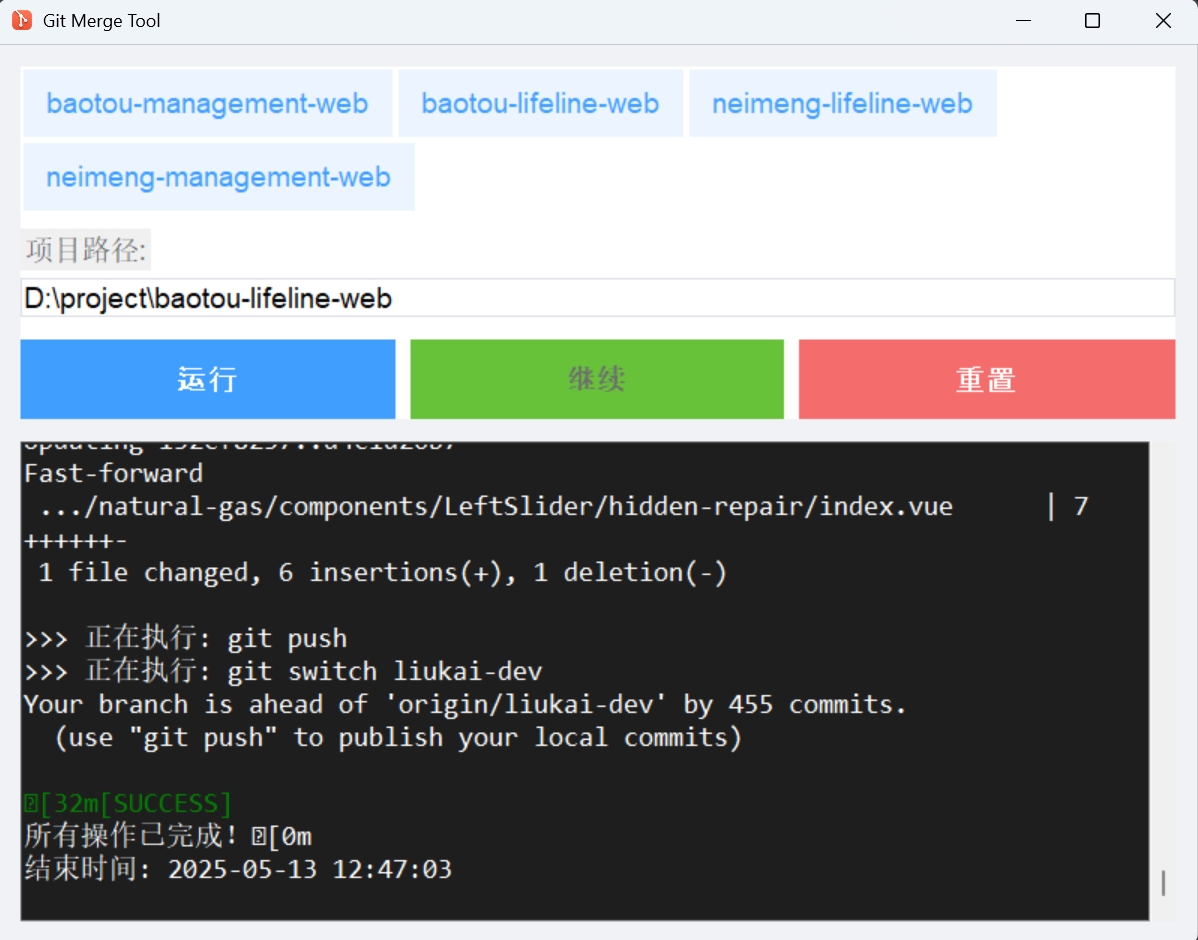 Git Merge Tool
baotou-management-web baotou-lifeline-web neimeng-lifeline-web
neimeng-management-web
项目路径:
D:\project\baotou-lifeline-web
运行 继续 重置
Fast-forward
.../natural-gas/components/LeftSlider/hidden-repair/index.vue | 7
++++++-
1 file changed, 6 insertions(+), 1 deletion(-)
>>> 正在执行: git push
>>> 正在执行: git switch liukai-dev
Your branch is ahead of 'origin/liukai-dev' by 455 commits.
(use "git push" to publish your local commits)
[32m[SUCCESS]
所有操作已完成! [0m
结束时间: 2025-05-13 12:47:03